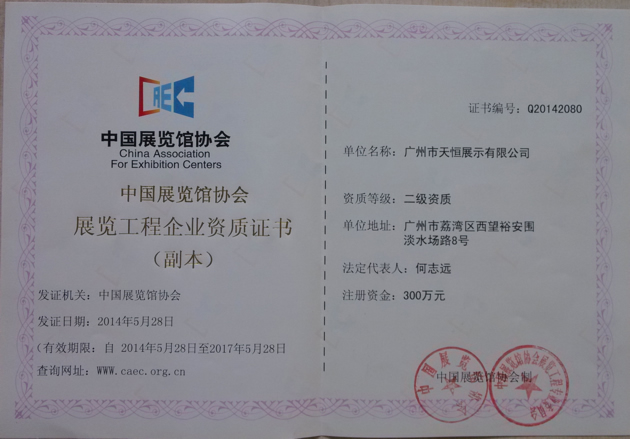 CAEC
中国展览馆协会
China Association
For Exhibition Centers
中国展览馆协会
展览工程企业资质证书
（副本）
发证机关：中国展览馆协会
发证日期：2014年5月28日
（有效期限：自 2014年5月28日至2017年5月28日
查询网址：WWW.caec.org.cn
证书编号：Q20142080
单位名称：广州市天恒展示有限公司
资质等级：二级资质
单位地址：广州市荔湾区西望裕安围
淡水场路8号
法定代表人：何志远
注册资金：300万元
中国展览馆协会制
中国展览馆协会